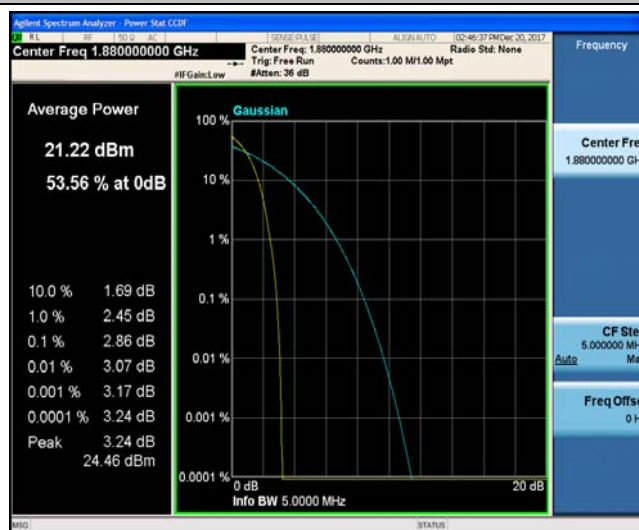 Agilent Spectrum Analyzer - Power Stat CCDF
RL RF 50 Ω AC SENSE:PULSE ALIGN AUTO 02:46:37 PM Dec 20, 2017
Center Freq 1.880000000 GHz
Center Freq: 1.880000000 GHz Radio Std: None
Trig: Free Run Counts:1.00 M/1.00 Mpt
#IFGain:Low #Atten: 36 dB
Frequency
Average Power
21.22 dBm
53.56 % at 0dB
10.0 % 1.69 dB
1.0 % 2.45 dB
0.1 % 2.86 dB
0.01 % 3.07 dB
0.001 % 3.17 dB
0.0001 % 3.24 dB
Peak 3.24 dB
24.46 dBm
Gaussian
100 %
10 %
1 %
0.1 %
0.01 %
0.001 %
0.0001 %
0 dB 20 dB
Info BW 5.0000 MHz
Center Fre
1.880000000 GH
CF Ste
5.000000 MH
Auto Ma
Freq Offse
0 H
MSG STATUS